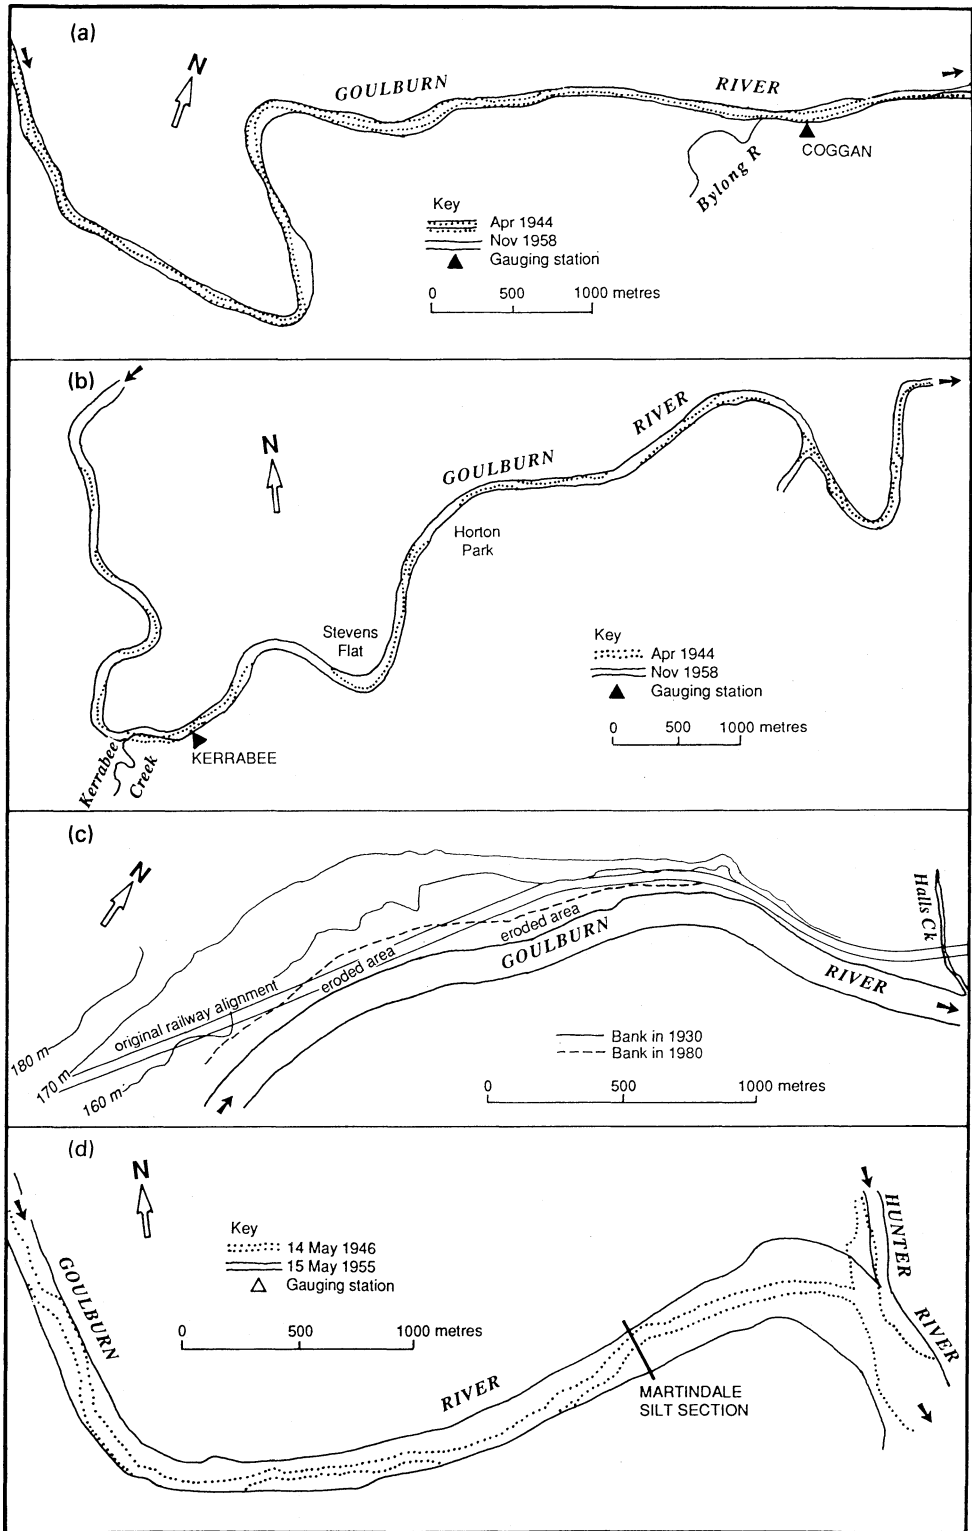 (a)
N
GOULBURN RIVER
Bylong R
COGGAN
Key
Apr 1944
Nov 1958
Gauging station
0 500 1000 metres
(b)
N
GOULBURN RIVER
Horton
Park
Stevens
Flat
Kerrabee
Creek
KERRABEE
Key
Apr 1944
Nov 1958
Gauging station
0 500 1000 metres
(c)
N
Halls Ck
eroded area
eroded area
GOULBURN
RIVER
original railway alignment
180 m
170 m
160 m
Bank in 1930
Bank in 1980
0 500 1000 metres
(d)
N
HUNTER
RIVER
GOULBURN
RIVER
Key
14 May 1946
15 May 1955
Gauging station
0 500 1000 metres
MARTINDALE
SILT SECTION